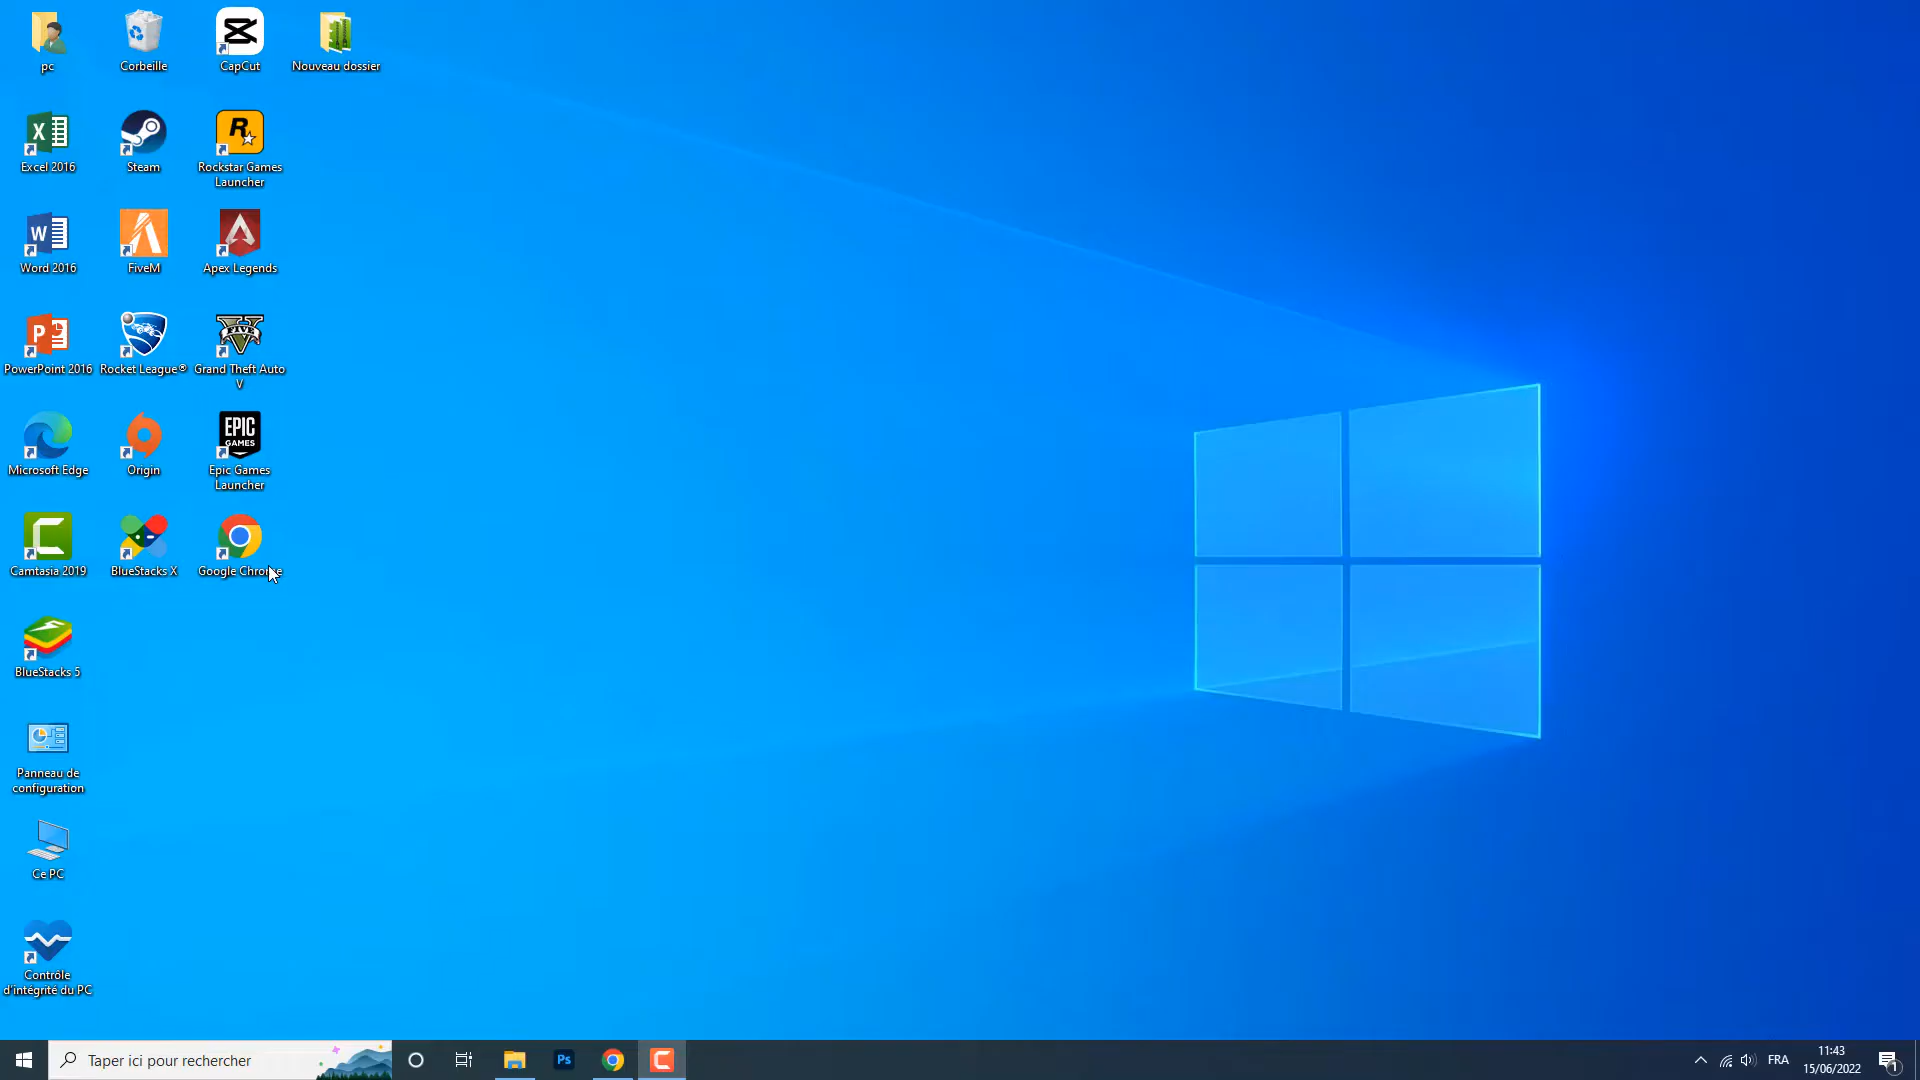 pc
Corbeille
CapCut
Nouveau dossier
Excel 2016
Steam
R
Rockstar Games
Launcher
Word 2016
FiveM
Apex Legends
PowerPoint 2016
Rocket League®
FIVE
Grand Theft Auto
V
Microsoft Edge
Origin
EPIC
GAMES
Epic Games
Launcher
Camtasia 2019
BlueStacks X
Google Chrome
BlueStacks 5
Panneau de
configuration
Ce PC
Contrôle
d'intégrité du PC
Taper ici pour rechercher
Ps
FRA
11:43
15/06/2022
1